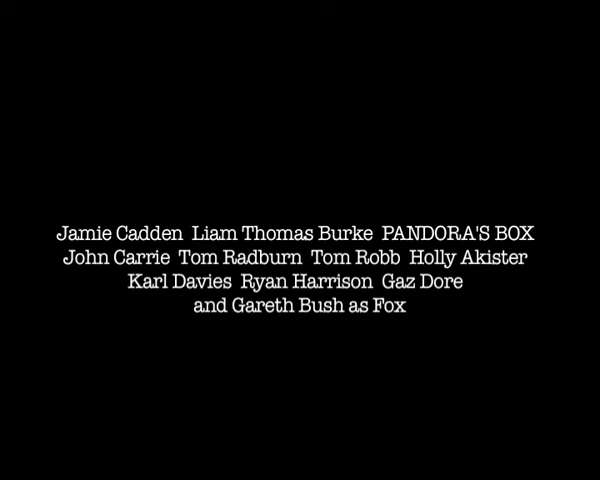 Jamie Cadden  Liam Thomas Burke  PANDORA'S BOX
John Carrie  Tom Radburn  Tom Robb  Holly Akister
Karl Davies  Ryan Harrison  Gaz Dore
and Gareth Bush as Fox